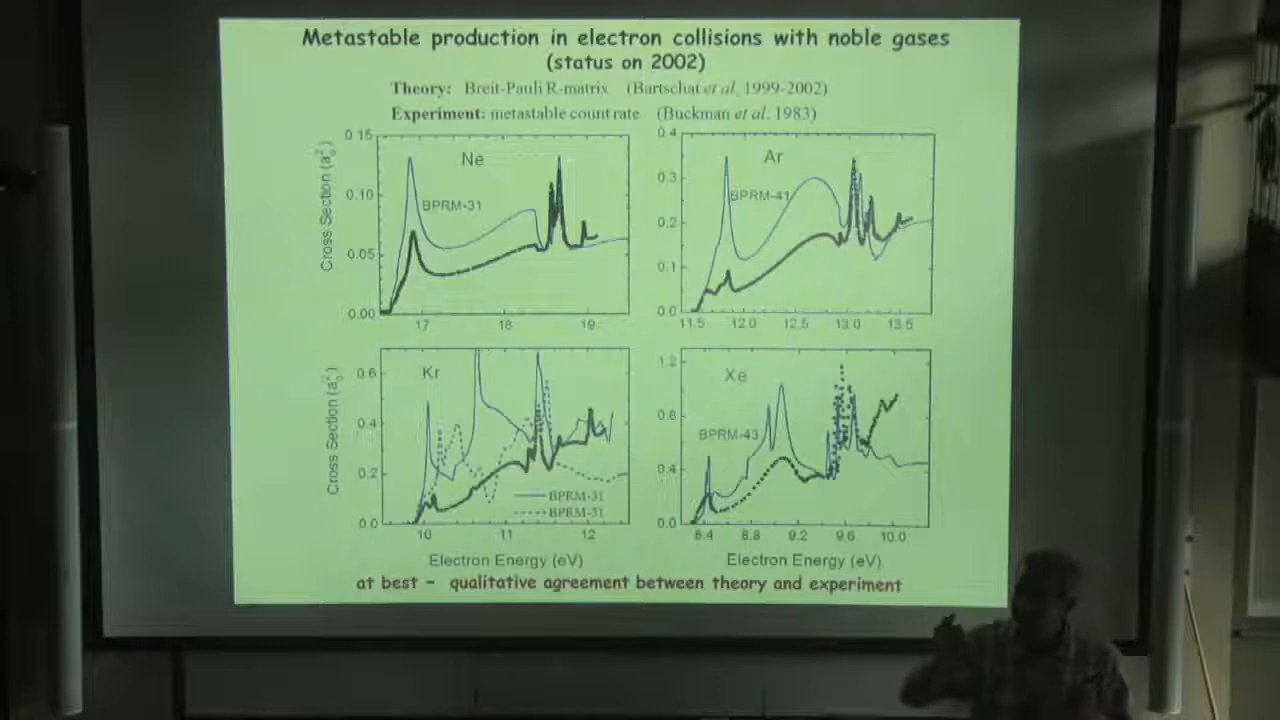 Metastable production in electron collisions with noble gases
(status on 2002)
Theory: Breit-Pauli R-matrix (Bartschat et al, 1999-2002)
Experiment: metastable count rate (Buckman et al. 1983)
0.15
0.10
0.05
0.00
Cross Section (a₀²)
Ne
BPRM-31
17
18
19
0.4
0.3
0.2
0.1
0.0
Ar
BPRM-41
11.5
12.0
12.5
13.0
13.5
0.6
0.4
0.2
0.0
Cross Section (a₀²)
Kr
BPRM-31
BPRM-31
10
11
12
Electron Energy (eV)
1.2
0.8
0.4
0.0
Xe
BPRM-43
8.4
8.8
9.2
9.6
10.0
Electron Energy (eV)
at best - qualitative agreement between theory and experiment